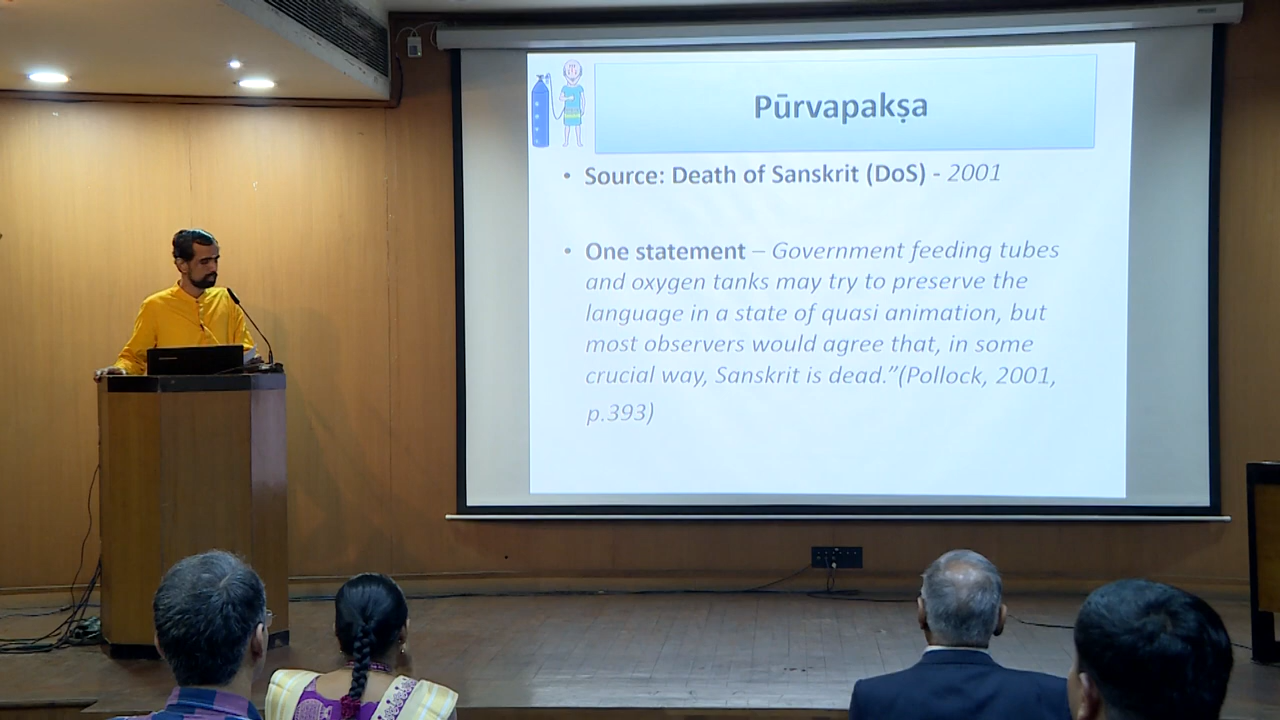 Pūrvapakṣa
• Source: Death of Sanskrit (DoS) - 2001
• One statement – Government feeding tubes
and oxygen tanks may try to preserve the
language in a state of quasi animation, but
most observers would agree that, in some
crucial way, Sanskrit is dead.”(Pollock, 2001,
p.393)